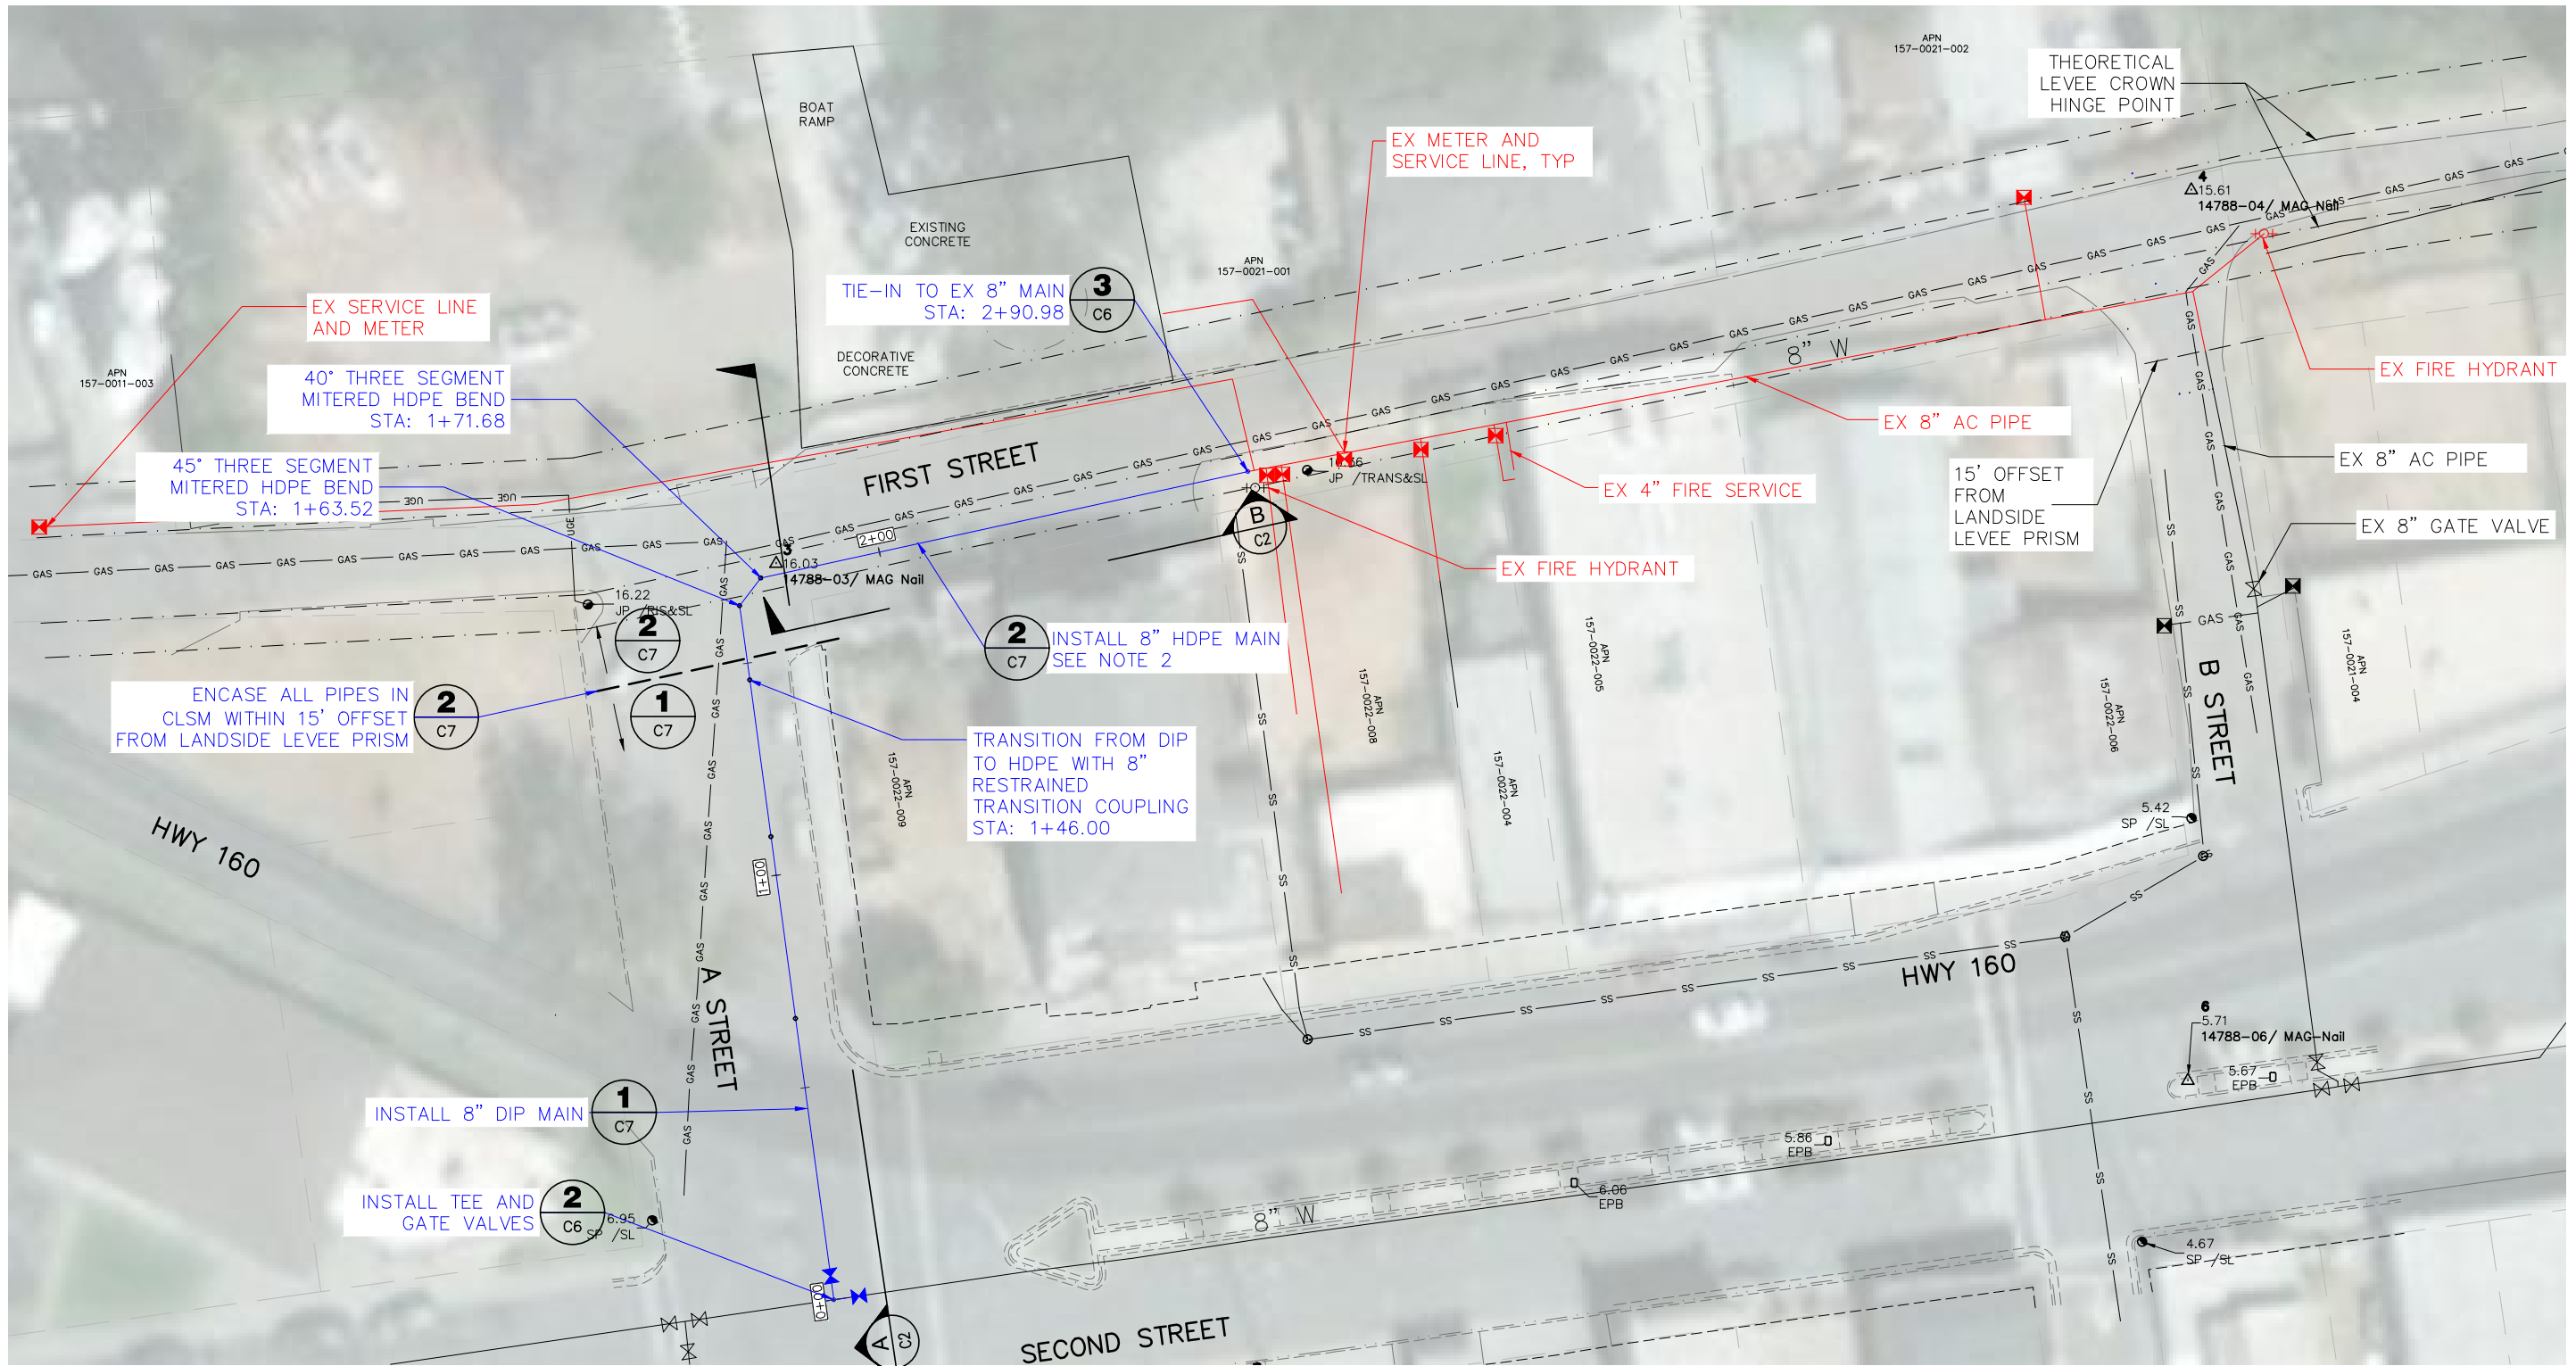 APN
157-0021-002
THEORETICAL
LEVEE CROWN
HINGE POINT
BOAT
RAMP
EX METER AND
SERVICE LINE, TYP
4
15.61
14788-04/ MAG Nail
EXISTING
CONCRETE
APN
157-0021-001
TIE-IN TO EX 8" MAIN
STA: 2+90.98
3
C6
EX SERVICE LINE
AND METER
DECORATIVE
CONCRETE
APN
157-0011-003
40° THREE SEGMENT
MITERED HDPE BEND
STA: 1+71.68
8" W
EX FIRE HYDRANT
EX 8" AC PIPE
45° THREE SEGMENT
MITERED HDPE BEND
STA: 1+63.52
UGE
UGE
UGE
FIRST STREET
JP /TRANS&SL
EX 4" FIRE SERVICE
15' OFFSET
FROM
LANDSIDE
LEVEE PRISM
EX 8" AC PIPE
EX 8" GATE VALVE
B
C2
2+00
3
16.03
14788-03/ MAG Nail
EX FIRE HYDRANT
16.22
JP /RIS&SL
2
C7
2
C7
INSTALL 8" HDPE MAIN
SEE NOTE 2
ENCASE ALL PIPES IN
CLSM WITHIN 15' OFFSET
FROM LANDSIDE LEVEE PRISM
2
C7
1
C7
TRANSITION FROM DIP
TO HDPE WITH 8"
RESTRAINED
TRANSITION COUPLING
STA: 1+46.00
APN
157-0022-009
APN
157-0022-008
APN
157-0022-004
APN
157-0022-005
APN
157-0022-006
APN
157-0021-004
B STREET
HWY 160
1+00
5.42
SP /SL
A STREET
HWY 160
6
5.71
14788-06/ MAG-Nail
5.67
EPB
INSTALL 8" DIP MAIN
1
C7
5.86
EPB
6.06
EPB
8" W
INSTALL TEE AND
GATE VALVES
2
C6
6.95
SP /SL
4.67
SP /SL
0+00
A
C2
SECOND STREET
GAS
SS